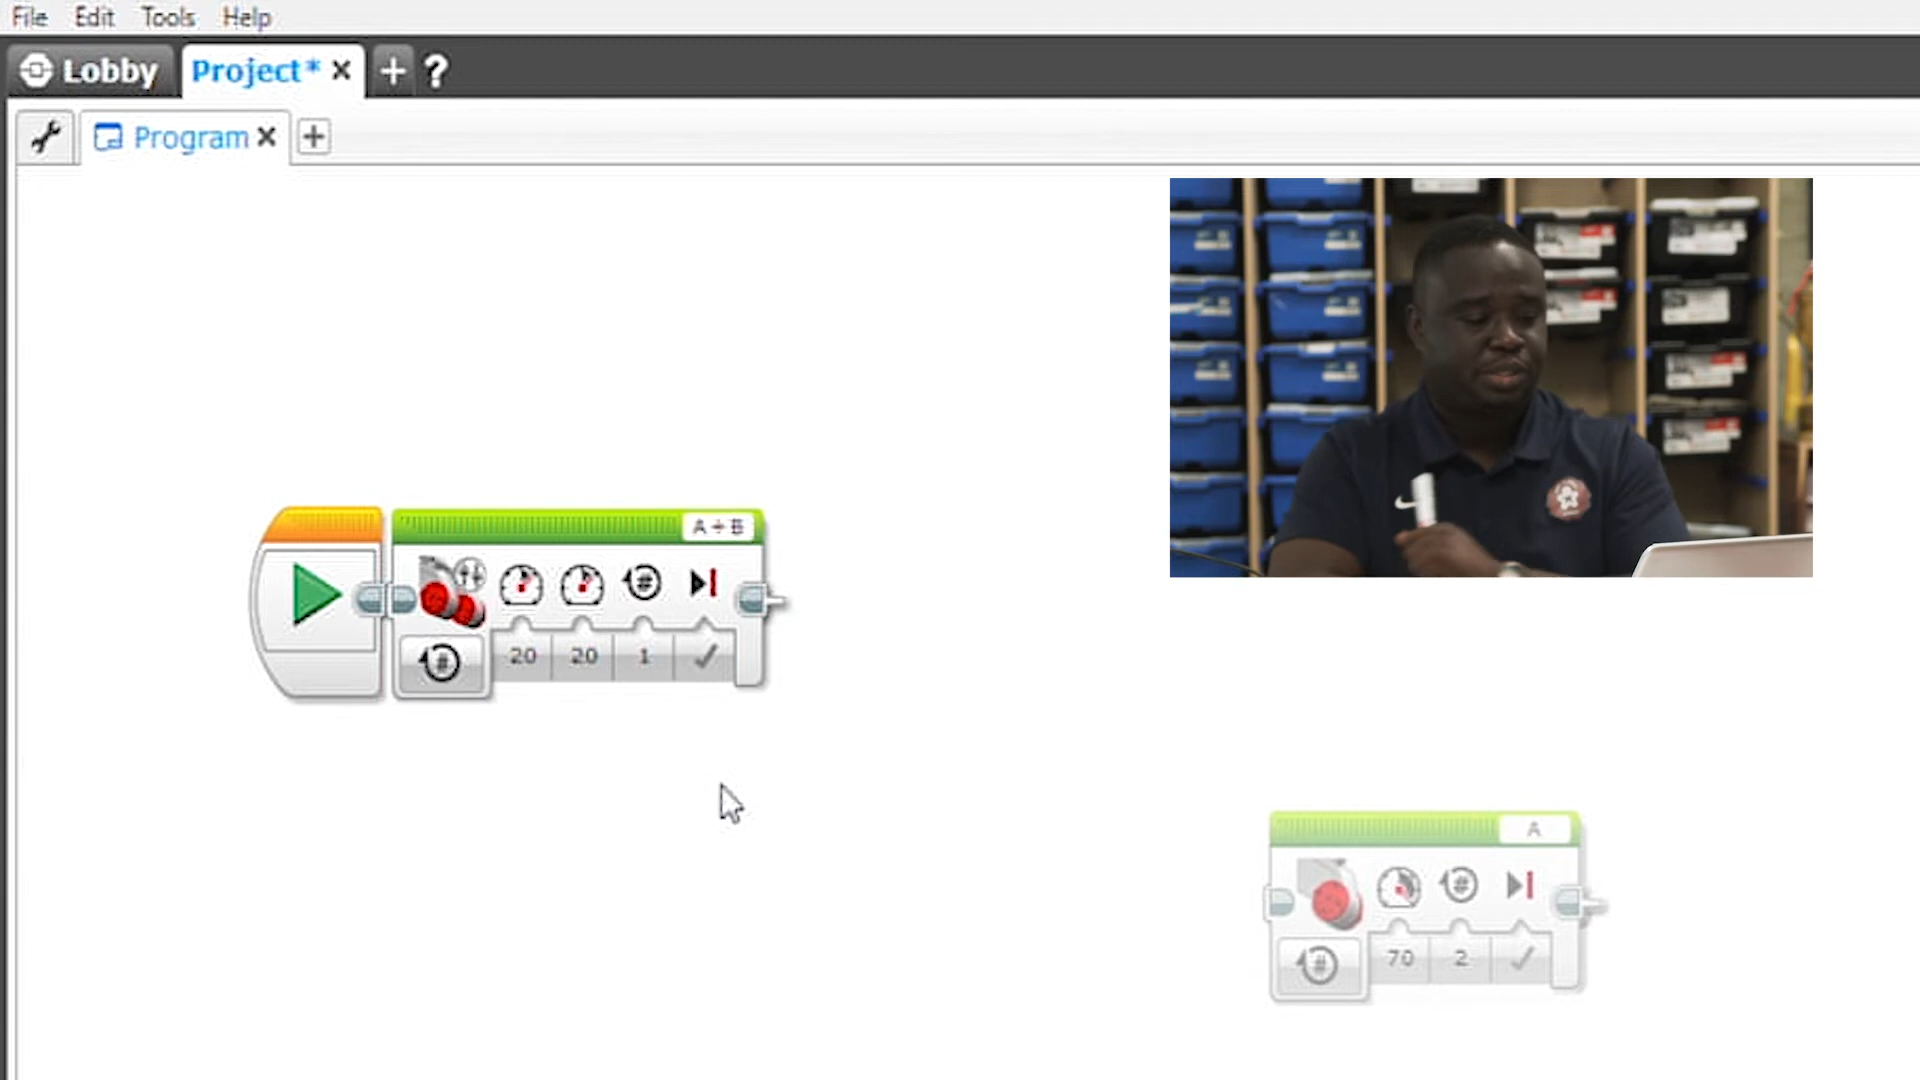 File Edit Tools Help
Lobby Project* × + ?
Program × +
A + B
# 
# 20 20 1
A
#
# 70 2